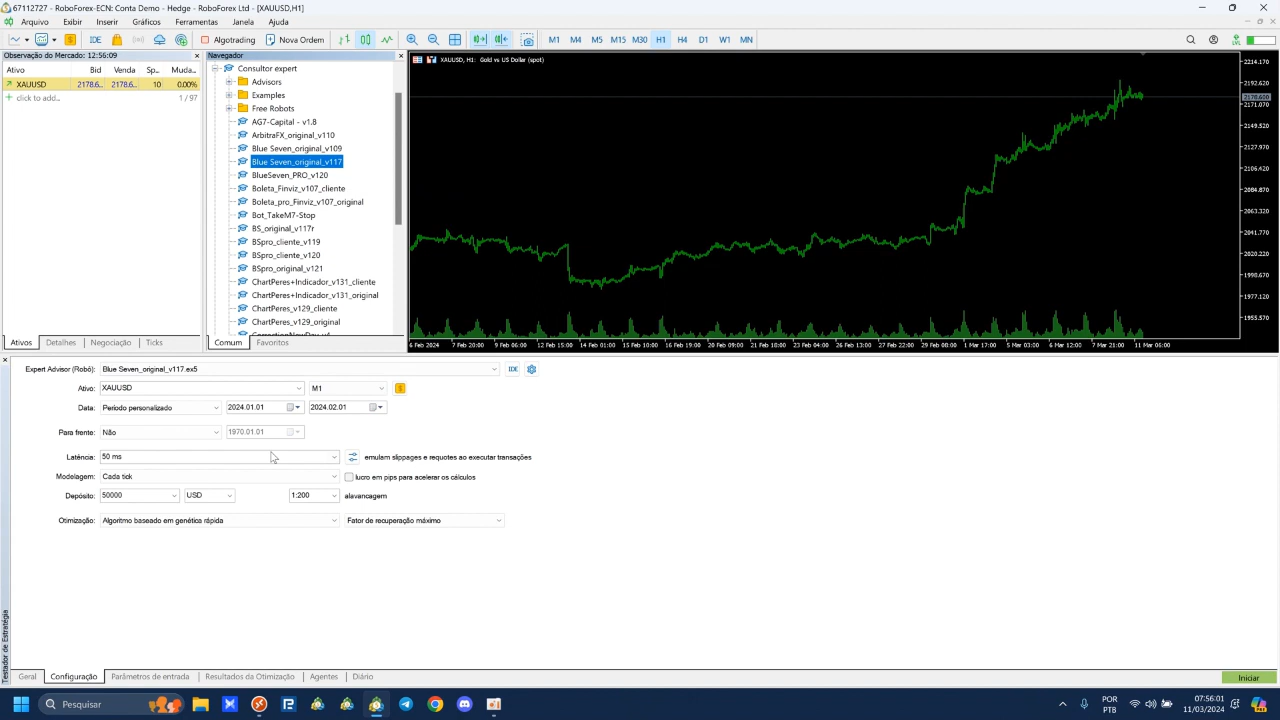 67112727 - RoboForex-ECN: Conta Demo - Hedge - RoboForex Ltd - [XAUUSD,H1]
Arquivo Exibir Inserir Gráficos Ferramentas Janela Ajuda
IDE Algotrading Nova Ordem M1 M4 M5 M15 M30 H1 H4 D1 W1 MN
Observação do Mercado: 12:56:09
Ativo Bid Venda Sp... Muda...
XAUUSD 2178.6... 2178.6... 10 0.00%
click to add... 1 / 97
Ativos Detalhes Negociação Ticks
Navegador
Consultor expert
Advisors
Examples
Free Robots
AG7-Capital - v1.8
ArbitraFX_original_v110
Blue Seven_original_v109
Blue Seven_original_v117
BlueSeven_PRO_v120
Boleta_Finviz_v107_cliente
Boleta_pro_Finviz_v107_original
Bot_TakeM7-Stop
BS_original_v117r
BSpro_cliente_v119
BSpro_cliente_v120
BSpro_original_v121
ChartPeres+Indicador_v131_cliente
ChartPeres+Indicador_v131_original
ChartPeres_v129_cliente
ChartPeres_v129_original
Comum Favoritos
XAUUSD, H1: Gold vs US Dollar (spot)
2214.170
2192.620
2178.600
2171.070
2149.520
2127.970
2106.420
2084.870
2063.320
2041.770
2020.220
1998.670
1977.120
1955.570
6 Feb 2024 7 Feb 20:00 9 Feb 06:00 12 Feb 15:00 14 Feb 01:00 15 Feb 10:00 16 Feb 19:00 20 Feb 09:00 21 Feb 18:00 23 Feb 04:00 26 Feb 13:00 27 Feb 22:00 29 Feb 08:00 1 Mar 17:00 5 Mar 03:00 6 Mar 12:00 7 Mar 21:00 11 Mar 06:00
Expert Advisor (Robô): Blue Seven_original_v117.ex5 IDE
Ativo: XAUUSD M1
Data: Período personalizado 2024.01.01 2024.02.01
Para frente: Não 1970.01.01
Latência: 50 ms emulam slippages e requotes ao executar transações
Modelagem: Cada tick lucro em pips para acelerar os cálculos
Depósito: 50000 USD 1:200 alavancagem
Otimização: Algoritmo baseado em genética rápida Fator de recuperação máximo
Testador de Estratégia
Geral Configuração Parâmetros de entrada Resultados da Otimização Agentes Diário Iniciar
Pesquisar
POR
PTB
07:56:01
11/03/2024